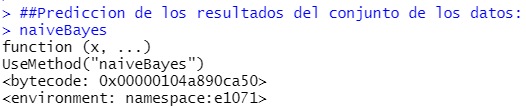 > ##Prediccion de los resultados del conjunto de los datos:
> naiveBayes
function (x, ...)
UseMethod("naiveBayes")
<bytecode: 0x00000104a890ca50>
<environment: namespace:e1071>